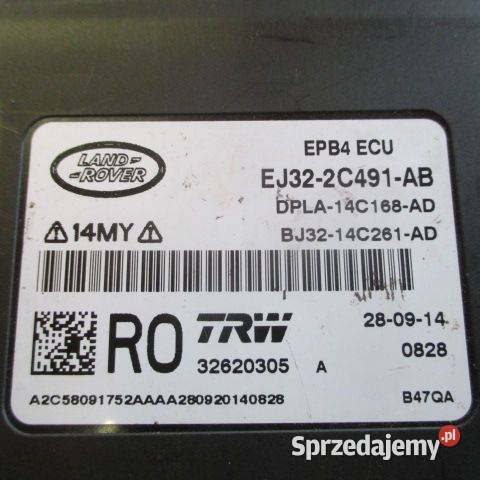 LAND-
-ROVER
EPB4 ECU
EJ32-2C491-AB
DPLA-14C168-AD
⚠14MY⚠
BJ32-14C261-AD
RO
TRW
28-09-14
32620305 A
0828
A2C58091752AAAA280920140828
B47QA
Sprzedajemy.pl